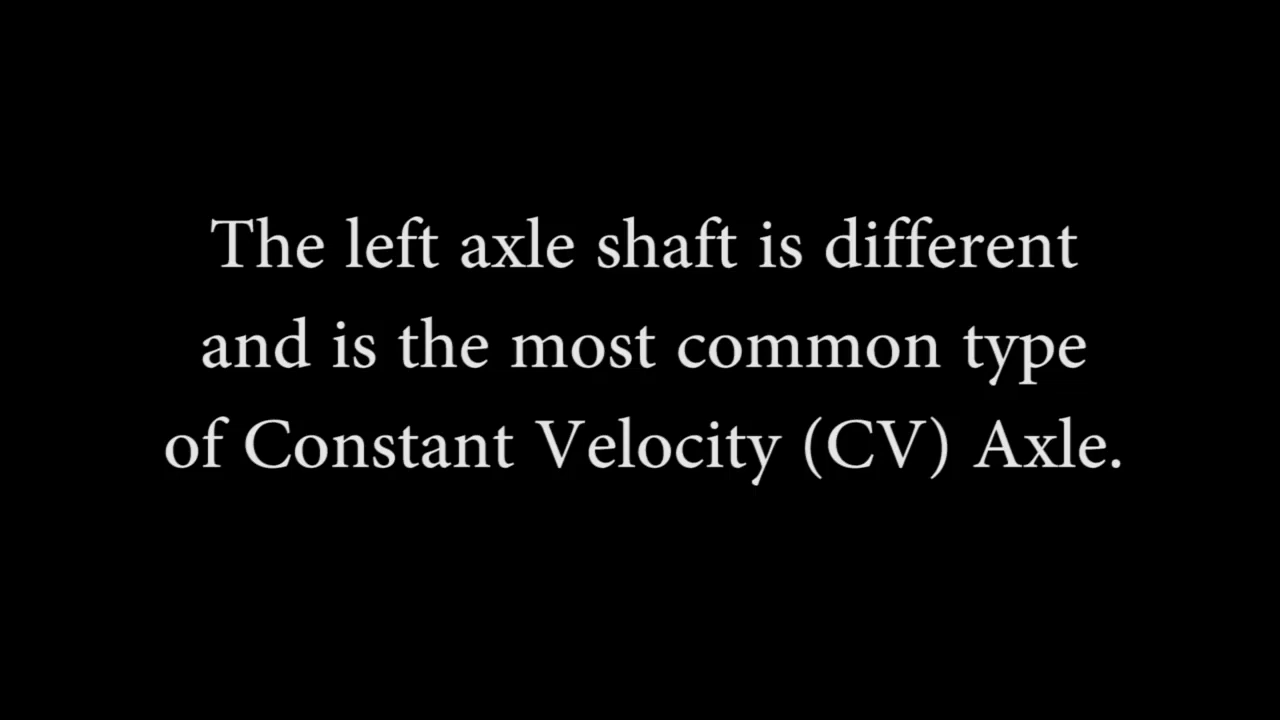 The left axle shaft is different
and is the most common type
of Constant Velocity (CV) Axle.